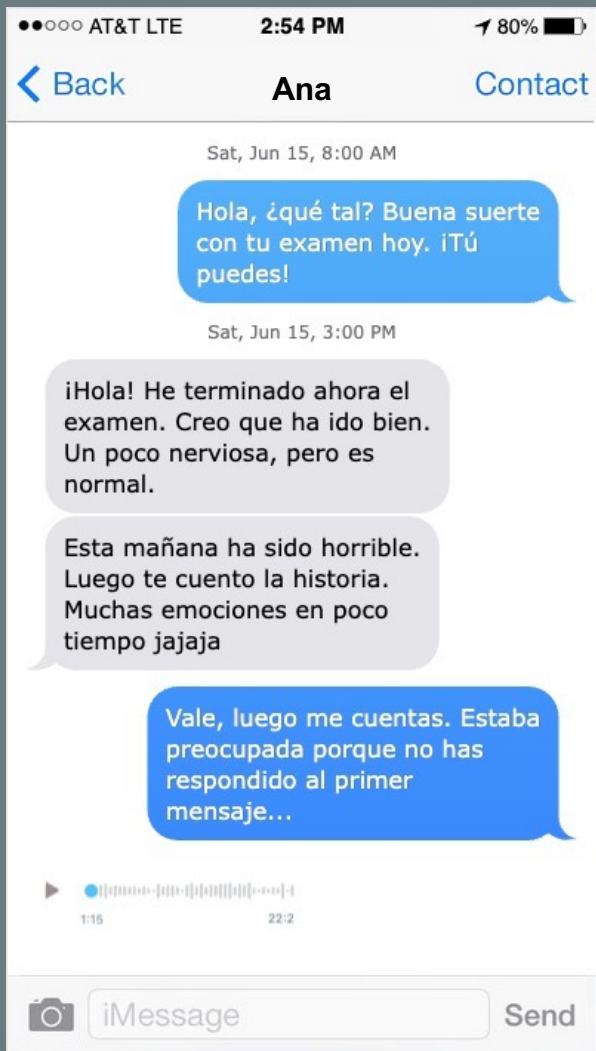 AT&T LTE 2:54 PM 80%
Back Ana Contact
Sat, Jun 15, 8:00 AM
Hola, ¿qué tal? Buena suerte
con tu examen hoy. ¡Tú
puedes!
Sat, Jun 15, 3:00 PM
¡Hola! He terminado ahora el
examen. Creo que ha ido bien.
Un poco nerviosa, pero es
normal.
Esta mañana ha sido horrible.
Luego te cuento la historia.
Muchas emociones en poco
tiempo jajaja
Vale, luego me cuentas. Estaba
preocupada porque no has
respondido al primer
mensaje...
1:15 22:2
iMessage Send